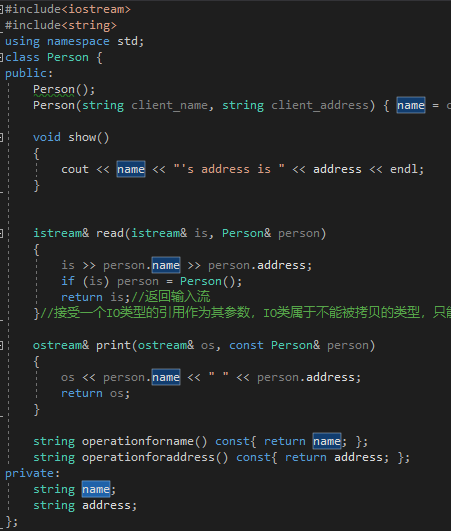 #include<iostream>
#include<string>
using namespace std;
class Person {
public:
    Person();
    Person(string client_name, string client_address) { name =
    void show()
    {
        cout << name << "'s address is " << address << endl;
    }
    istream& read(istream& is, Person& person)
    {
        is >> person.name >> person.address;
        if (is) person = Person();
        return is;//返回输入流
    }//接受一个IO类型的引用作为其参数，IO类属于不能被拷贝的类型，只能
    ostream& print(ostream& os, const Person& person)
    {
        os << person.name << " " << person.address;
        return os;
    }
    string operationforname() const{ return name; };
    string operationforaddress() const{ return address; };
private:
    string name;
    string address;
};